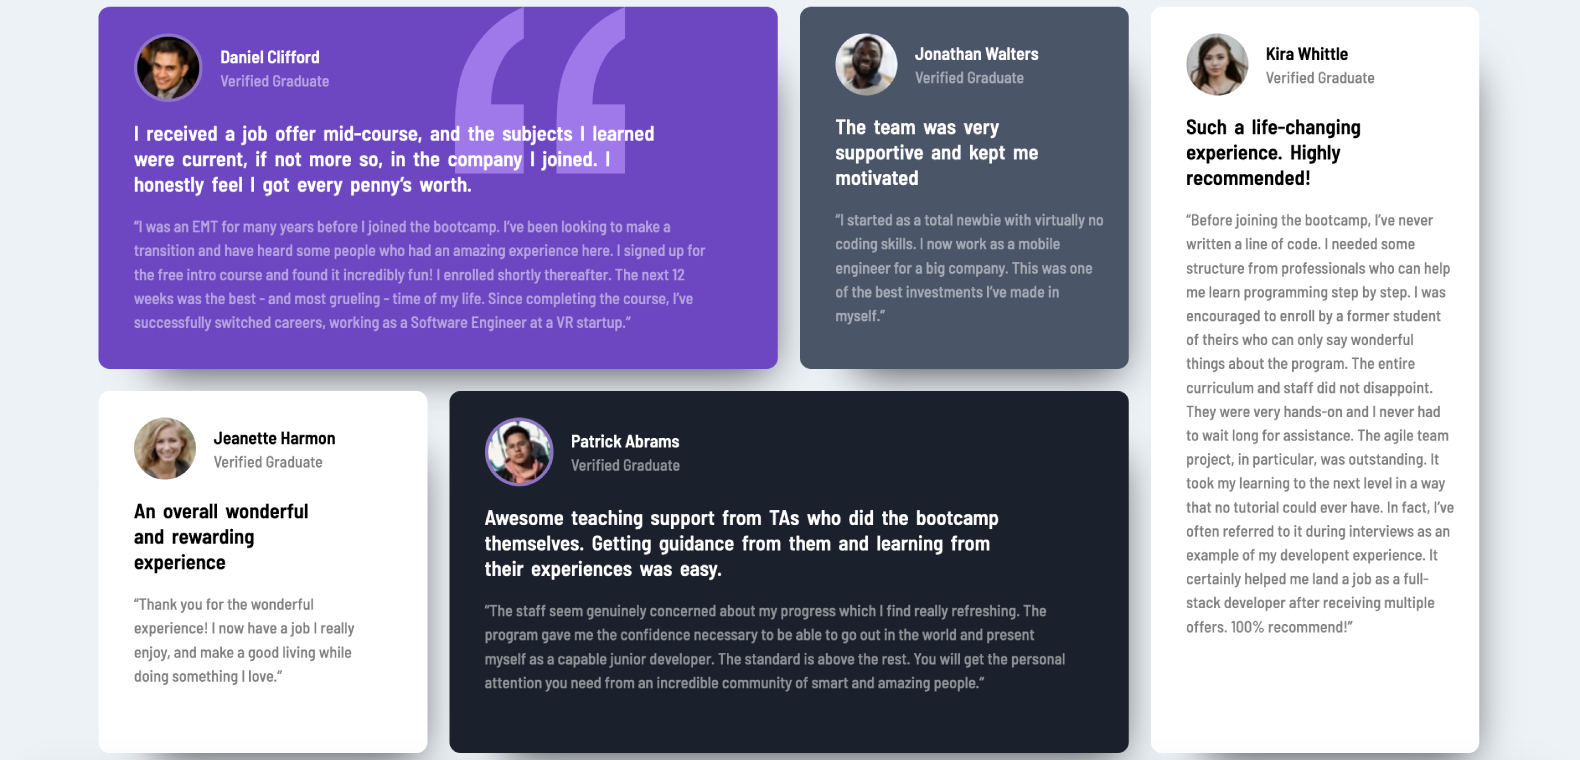 Daniel Clifford
Verified Graduate
I received a job offer mid-course, and the subjects I learned
were current, if not more so, in the company I joined. I
honestly feel I got every penny’s worth.
“I was an EMT for many years before I joined the bootcamp. I’ve been looking to make a
transition and have heard some people who had an amazing experience here. I signed up for
the free intro course and found it incredibly fun! I enrolled shortly thereafter. The next 12
weeks was the best - and most grueling - time of my life. Since completing the course, I’ve
successfully switched careers, working as a Software Engineer at a VR startup.”
Jonathan Walters
Verified Graduate
The team was very
supportive and kept me
motivated
“I started as a total newbie with virtually no
coding skills. I now work as a mobile
engineer for a big company. This was one
of the best investments I’ve made in
myself.”
Kira Whittle
Verified Graduate
Such a life-changing
experience. Highly
recommended!
“Before joining the bootcamp, I’ve never
written a line of code. I needed some
structure from professionals who can help
me learn programming step by step. I was
encouraged to enroll by a former student
of theirs who can only say wonderful
things about the program. The entire
curriculum and staff did not disappoint.
They were very hands-on and I never had
to wait long for assistance. The agile team
project, in particular, was outstanding. It
took my learning to the next level in a way
that no tutorial could ever have. In fact, I’ve
often referred to it during interviews as an
example of my developent experience. It
certainly helped me land a job as a full-
stack developer after receiving multiple
offers. 100% recommend!”
Jeanette Harmon
Verified Graduate
An overall wonderful
and rewarding
experience
“Thank you for the wonderful
experience! I now have a job I really
enjoy, and make a good living while
doing something I love.”
Patrick Abrams
Verified Graduate
Awesome teaching support from TAs who did the bootcamp
themselves. Getting guidance from them and learning from
their experiences was easy.
“The staff seem genuinely concerned about my progress which I find really refreshing. The
program gave me the confidence necessary to be able to go out in the world and present
myself as a capable junior developer. The standard is above the rest. You will get the personal
attention you need from an incredible community of smart and amazing people.”